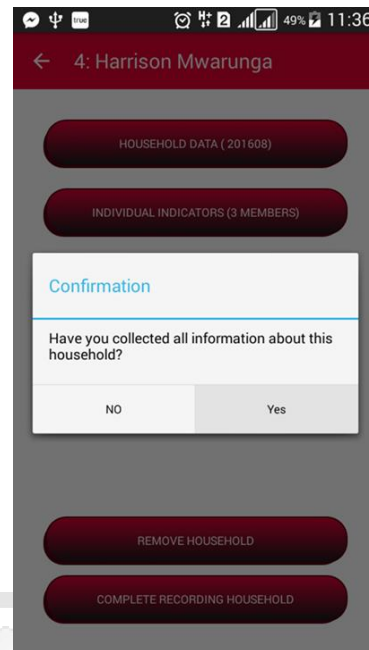 true H+ 2 49% 11:36
← 4: Harrison Mwarunga
HOUSEHOLD DATA ( 201608)
INDIVIDUAL INDICATORS (3 MEMBERS)
Confirmation
Have you collected all information about this
household?
NO Yes
REMOVE HOUSEHOLD
COMPLETE RECORDING HOUSEHOLD